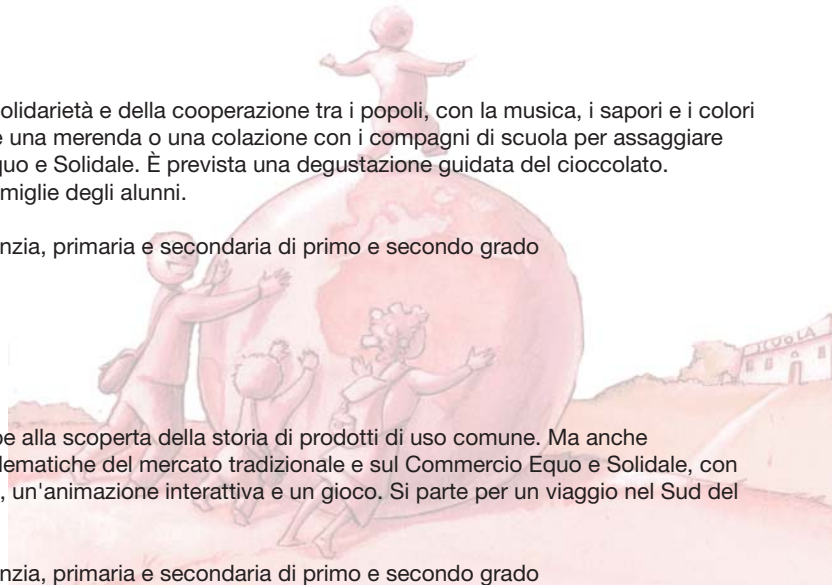 SCUOLA
olidarietà e della cooperazione tra i popoli, con la musica, i sapori e i colori
e una merenda o una colazione con i compagni di scuola per assaggiare
quo e Solidale. È prevista una degustazione guidata del cioccolato.
miglie degli alunni.
nzia, primaria e secondaria di primo e secondo grado
pe alla scoperta della storia di prodotti di uso comune. Ma anche
lematiche del mercato tradizionale e sul Commercio Equo e Solidale, con
, un'animazione interattiva e un gioco. Si parte per un viaggio nel Sud del
nzia, primaria e secondaria di primo e secondo grado